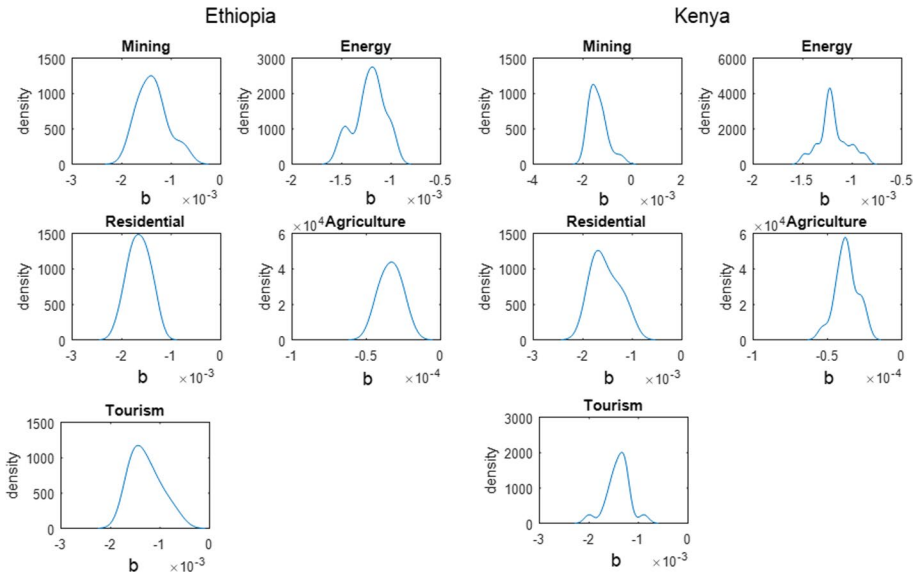 Ethiopia
Kenya
Mining
1500
1000
500
0
density
-3
-2
-1
0
b
×10⁻³
Energy
3000
2000
1000
0
density
-2
-1.5
-1
-0.5
b
×10⁻³
Mining
1500
1000
500
0
density
-4
-2
0
2
b
×10⁻³
Energy
6000
4000
2000
0
density
-2
-1.5
-1
-0.5
b
×10⁻³
Residential
1500
1000
500
0
density
-3
-2
-1
0
b
×10⁻³
×10⁴Agriculture
6
4
2
0
density
-1
-0.5
0
b
×10⁻⁴
Residential
1500
1000
500
0
density
-3
-2
-1
0
b
×10⁻³
×10⁴Agriculture
6
4
2
0
density
-1
-0.5
0
b
×10⁻⁴
Tourism
1500
1000
500
0
density
-3
-2
-1
0
b
×10⁻³
Tourism
3000
2000
1000
0
density
-3
-2
-1
0
b
×10⁻³